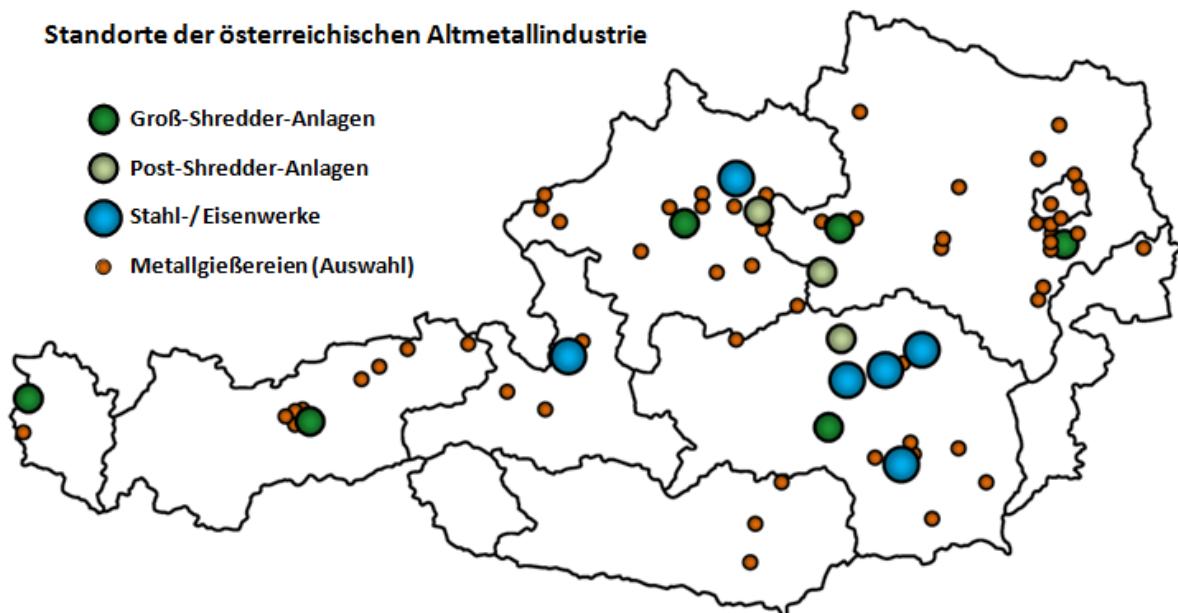 Standorte der österreichischen Altmetallindustrie
Groß-Shredder-Anlagen
Post-Shredder-Anlagen
Stahl-/ Eisenwerke
Metallgießereien (Auswahl)